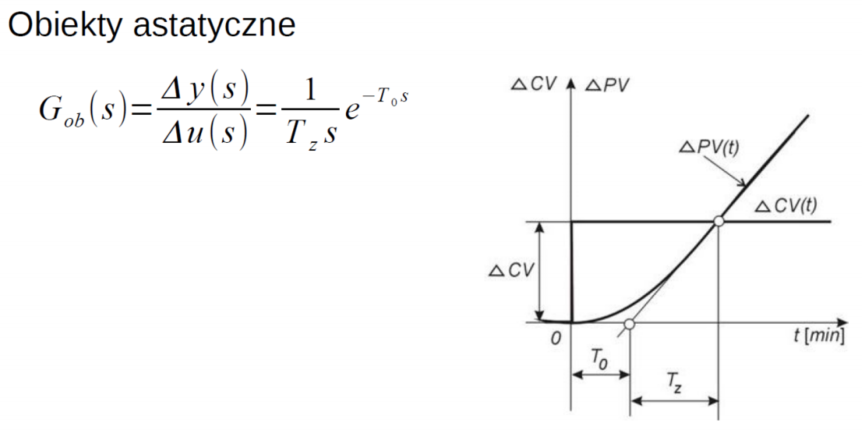 Obiekty astatyczne
G_ob(s)=Δy(s)/Δu(s)=1/(T_z s) e^(-T_0 s)
ΔCV ΔPV
ΔPV(t)
ΔCV(t)
ΔCV
0
t [min]
T_0
T_z